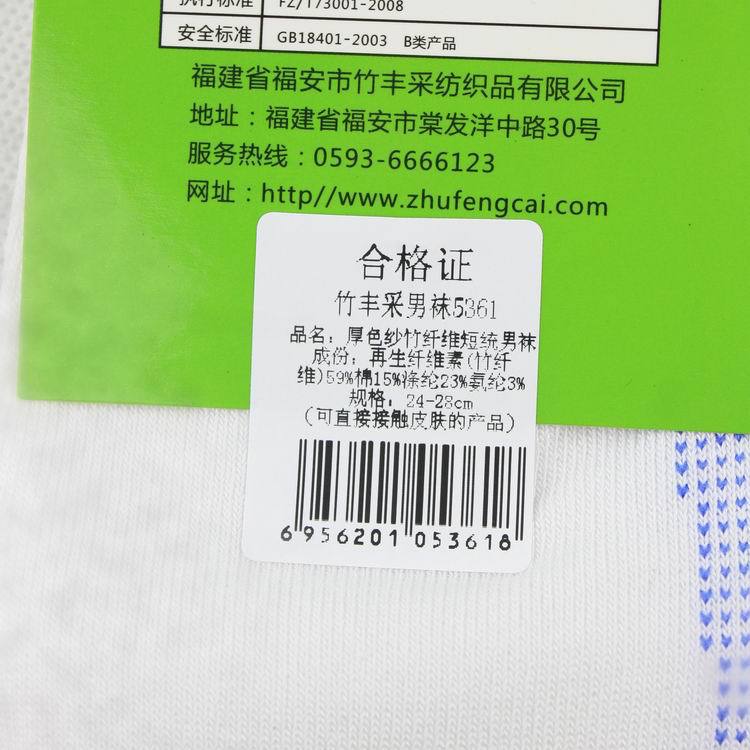 执行标准 FZ/T73001-2008
安全标准 GB18401-2003 B类产品
福建省福安市竹丰采纺织品有限公司
地址：福建省福安市棠发洋中路30号
服务热线：0593-6666123
网址：http//www.zhufengcai.com
合格证
竹丰采男袜5361
品名：厚色纱竹纤维短统男袜
成份：再生纤维素(竹纤
维)59%棉15%涤纶23%氨纶3%
规格：24-28cm
(可直接接触皮肤的产品)
6956201053618